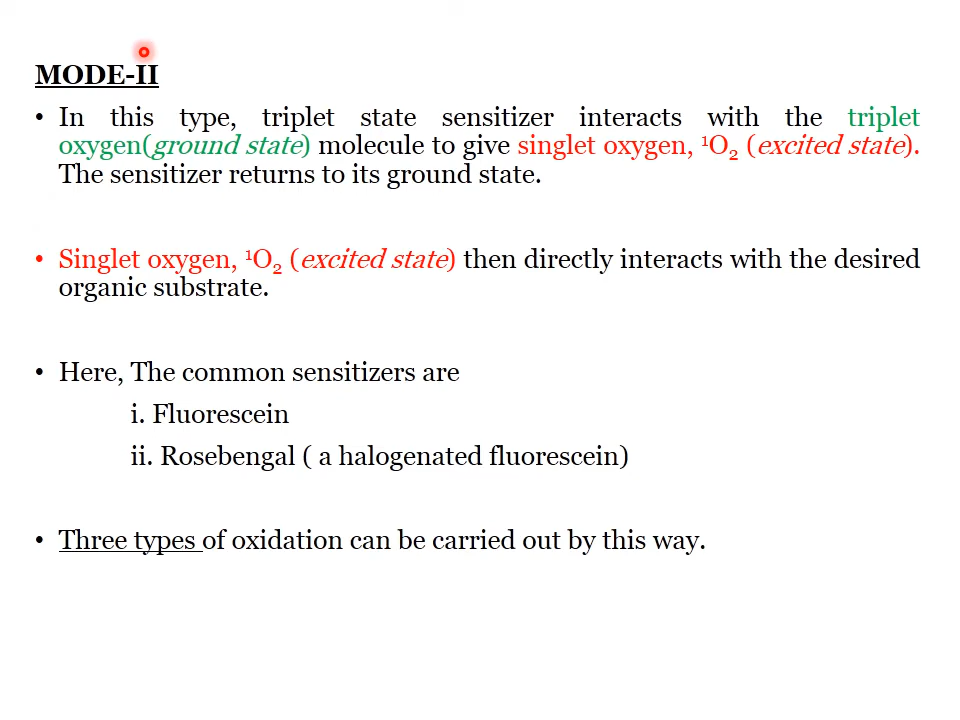 MODE-II
• In this type, triplet state sensitizer interacts with the triplet
oxygen(ground state) molecule to give singlet oxygen, ¹O₂ (excited state).
The sensitizer returns to its ground state.
• Singlet oxygen, ¹O₂ (excited state) then directly interacts with the desired
organic substrate.
• Here, The common sensitizers are
i. Fluorescein
ii. Rosebengal ( a halogenated fluorescein)
• Three types of oxidation can be carried out by this way.